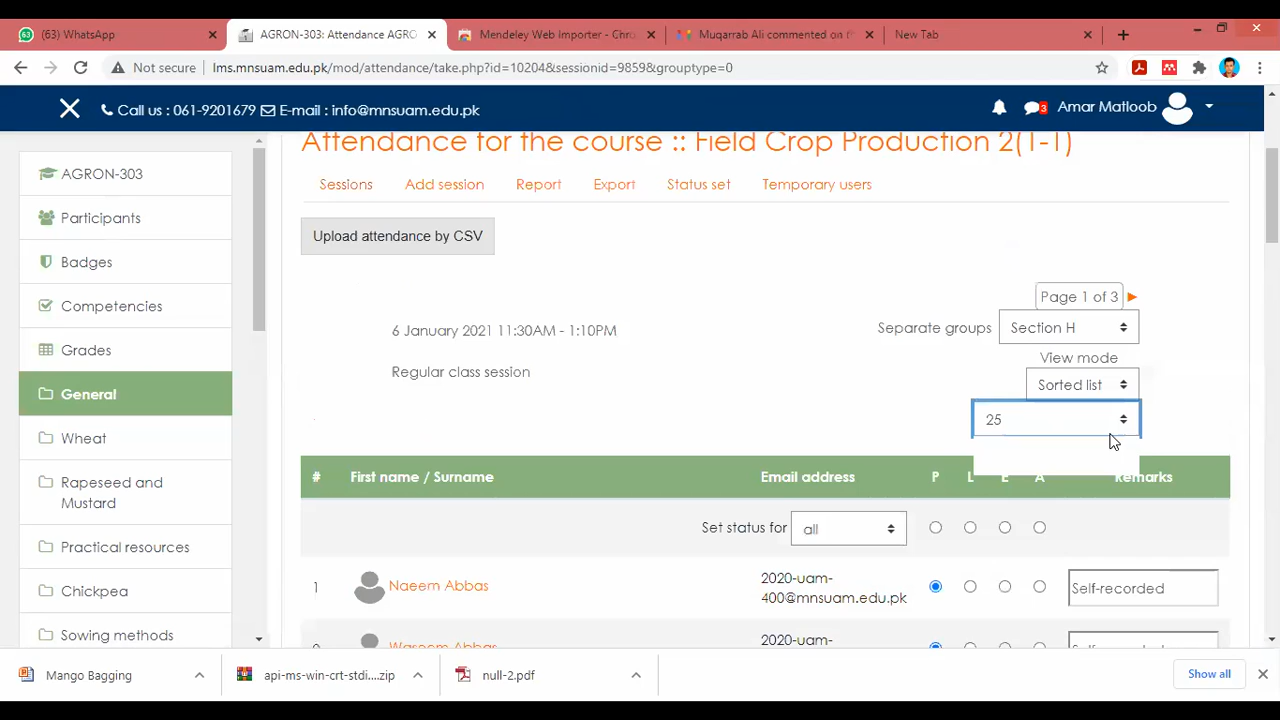 (63) WhatsApp
AGRON-303: Attendance AGRO
Mendeley Web Importer - Chro
Muqarrab Ali commented on th
New Tab
Not secure
lms.mnsuam.edu.pk/mod/attendance/take.php?id=10204&sessionid=9859&grouptype=0
Call us : 061-9201679 E-mail : info@mnsuam.edu.pk
3
Amar Matloob
AGRON-303
Participants
Badges
Competencies
Grades
General
Wheat
Rapeseed and
Mustard
Practical resources
Chickpea
Sowing methods
Attendance for the course :: Field Crop Production 2(1-1)
Sessions Add session Report Export Status set Temporary users
Upload attendance by CSV
Page 1 of 3
6 January 2021 11:30AM - 1:10PM
Separate groups Section H
View mode
Regular class session
Sorted list
25
# First name / Surname Email address P L E A Remarks
Set status for all
1 Naeem Abbas 2020-uam-
400@mnsuam.edu.pk Self-recorded
Waseem Abbas 2020-uam-
Self-recorded
Mango Bagging
api-ms-win-crt-stdi....zip
null-2.pdf
Show all